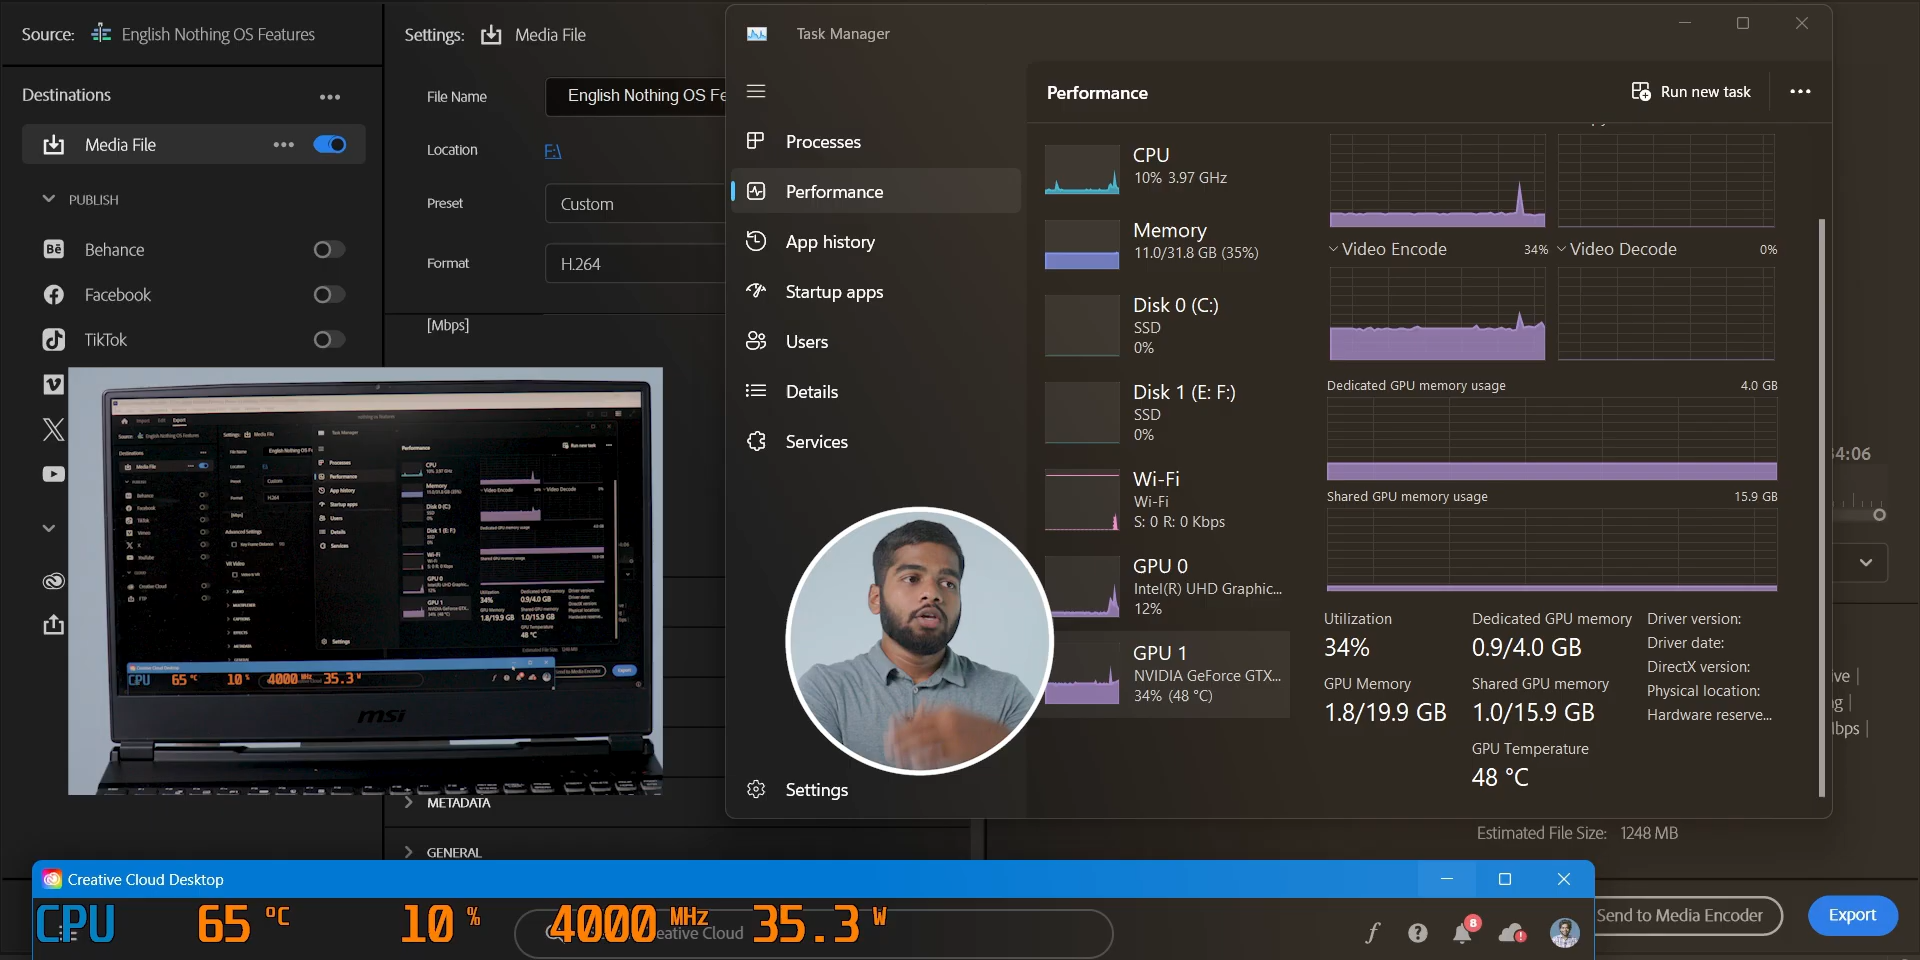 Source: English Nothing OS Features
Destinations
Media File
PUBLISH
Behance
Facebook
TikTok
Settings: Media File
File Name English Nothing OS Fe
Location F:\
Preset Custom
Format H.264
[Mbps]
METADATA
GENERAL
Task Manager
Processes
Performance
App history
Startup apps
Users
Details
Services
Settings
Performance
Run new task
CPU
10% 3.97 GHz
Memory
11.0/31.8 GB (35%)
Disk 0 (C:)
SSD
0%
Disk 1 (E: F:)
SSD
0%
Wi-Fi
Wi-Fi
S: 0 R: 0 Kbps
GPU 0
Intel(R) UHD Graphic...
12%
GPU 1
NVIDIA GeForce GTX...
34% (48 °C)
Video Encode 34%
Video Decode 0%
Dedicated GPU memory usage 4.0 GB
Shared GPU memory usage 15.9 GB
Utilization
34%
GPU Memory
1.8/19.9 GB
Dedicated GPU memory
0.9/4.0 GB
Shared GPU memory
1.0/15.9 GB
GPU Temperature
48 °C
Driver version:
Driver date:
DirectX version:
Physical location:
Hardware reserve...
4:06
ive |
g |
bps |
Estimated File Size: 1248 MB
msi
Creative Cloud Desktop
CPU 65 °C 10 % 4000 MHz 35.3 W
eative Cloud
8
Send to Media Encoder
Export